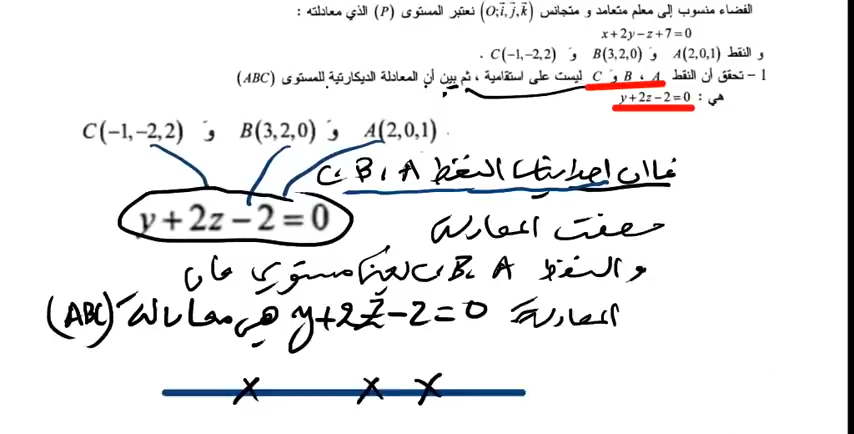 الفضاء منسوب إلى معلم متعامد و متجانس (O;i⃗,j⃗,k⃗) نعتبر المستوى (P) الذي معادلته :
x+2y−z+7=0
و النقط A(2,0,1) و B(3,2,0) و C(−1,−2,2) .
1 – تحقق أن النقط A ، B و C ليست على استقامية ، ثم بين أن المعادلة الديكارتية للمستوى (ABC)
هي : y+2z−2=0
A(2,0,1) و B(3,2,0) و C(−1,−2,2)
فإن إحداثيات النقط A ، B ، C
y+2z−2=0
حققت المعادلة
و النقط A B، C تعين مستوي فإن
المعادلة y+2z−2=0 هي معادلة (ABC)